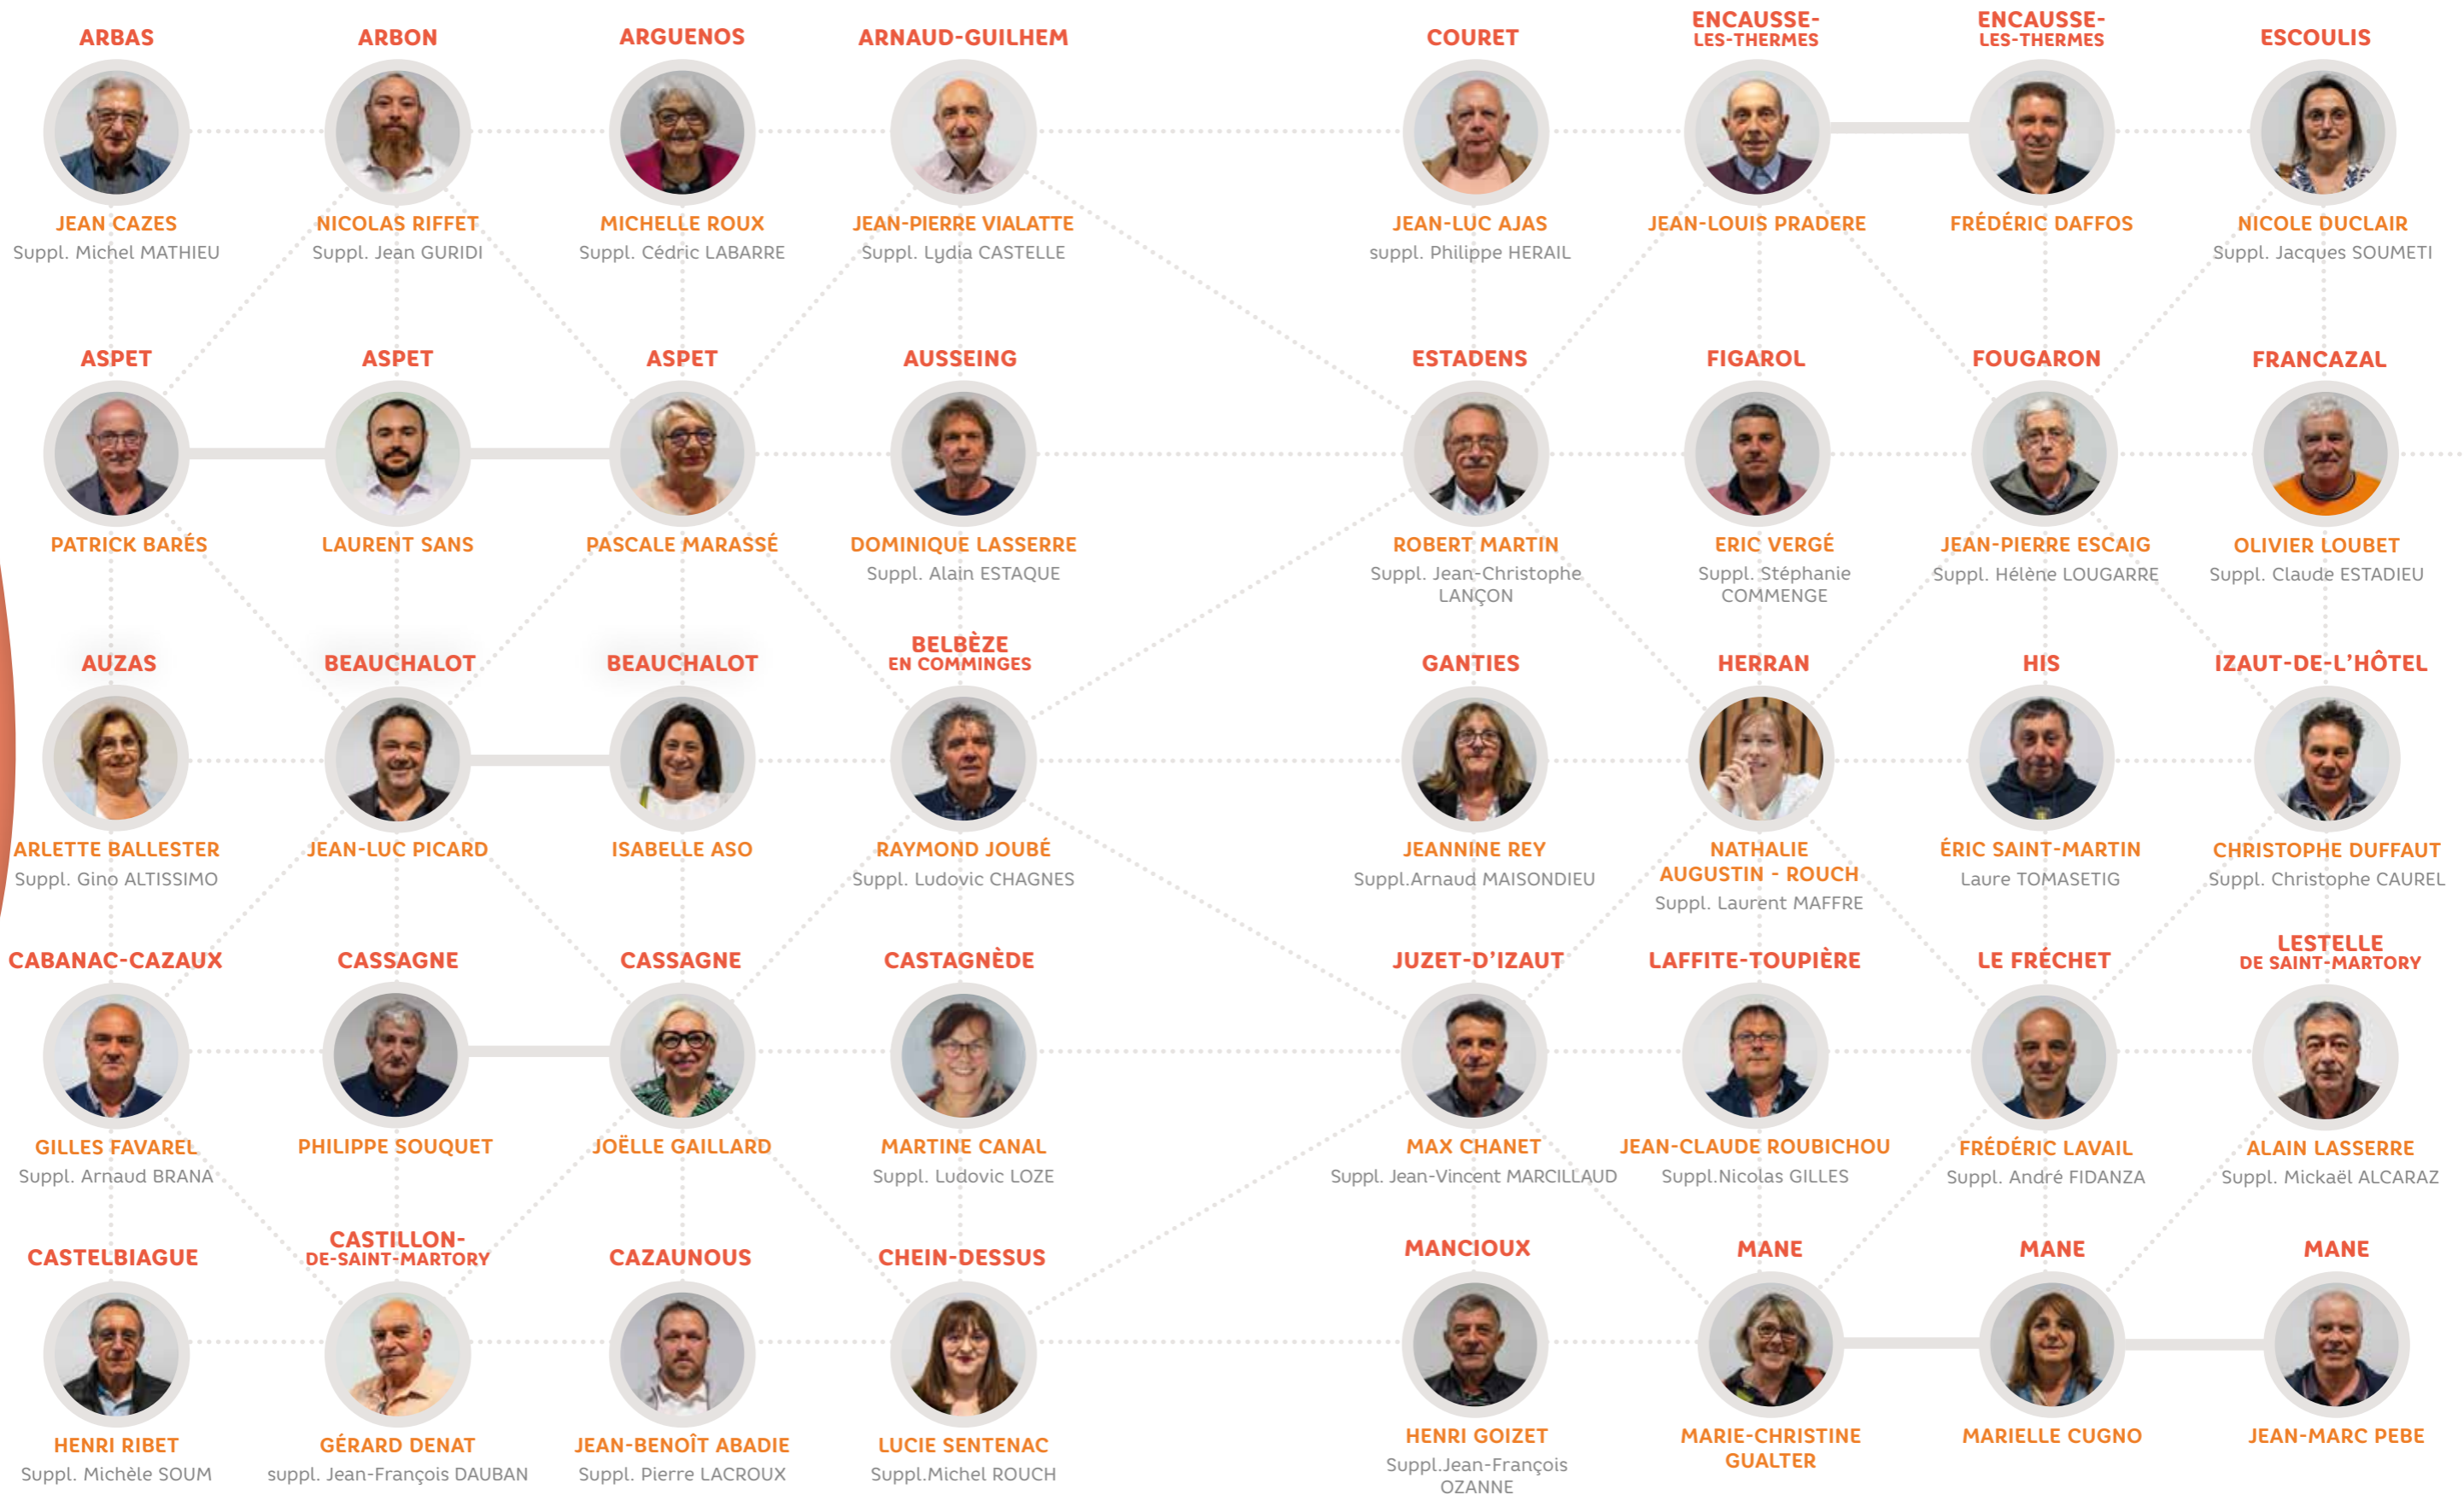 ARBAS
JEAN CAZES
Suppl. Michel MATHIEU
ARBON
NICOLAS RIFFET
Suppl. Jean GURIDI
ARGUENOS
MICHELLE ROUX
Suppl. Cédric LABARRE
ARNAUD-GUILHEM
JEAN-PIERRE VIALATTE
Suppl. Lydia CASTELLE
COURET
JEAN-LUC AJAS
suppl. Philippe HERAIL
ENCAUSSE-
LES-THERMES
JEAN-LOUIS PRADERE
ENCAUSSE-
LES-THERMES
FRÉDÉRIC DAFFOS
ESCOULIS
NICOLE DUCLAIR
Suppl. Jacques SOUMETI
ASPET
PATRICK BARÉS
ASPET
LAURENT SANS
ASPET
PASCALE MARASSÉ
AUSSEING
DOMINIQUE LASSERRE
Suppl. Alain ESTAQUE
ESTADENS
ROBERT MARTIN
Suppl. Jean-Christophe
LANÇON
FIGAROL
ERIC VERGÉ
Suppl. Stéphanie
COMMENGE
FOUGARON
JEAN-PIERRE ESCAIG
Suppl. Hélène LOUGARRE
FRANCAZAL
OLIVIER LOUBET
Suppl. Claude ESTADIEU
AUZAS
ARLETTE BALLESTER
Suppl. Gino ALTISSIMO
BEAUCHALOT
JEAN-LUC PICARD
BEAUCHALOT
ISABELLE ASO
BELBÈZE
EN COMMINGES
RAYMOND JOUBÉ
Suppl. Ludovic CHAGNES
GANTIES
JEANNINE REY
Suppl.Arnaud MAISONDIEU
HERRAN
NATHALIE
AUGUSTIN - ROUCH
Suppl. Laurent MAFFRE
HIS
ÉRIC SAINT-MARTIN
Laure TOMASETIG
IZAUT-DE-L'HÔTEL
CHRISTOPHE DUFFAUT
Suppl. Christophe CAUREL
CABANAC-CAZAUX
GILLES FAVAREL
Suppl. Arnaud BRANA
CASSAGNE
PHILIPPE SOUQUET
CASSAGNE
JOËLLE GAILLARD
CASTAGNÈDE
MARTINE CANAL
Suppl. Ludovic LOZE
JUZET-D'IZAUT
MAX CHANET
Suppl. Jean-Vincent MARCILLAUD
LAFFITE-TOUPIÈRE
JEAN-CLAUDE ROUBICHOU
Suppl.Nicolas GILLES
LE FRÉCHET
FRÉDÉRIC LAVAIL
Suppl. André FIDANZA
LESTELLE
DE SAINT-MARTORY
ALAIN LASSERRE
Suppl. Mickaël ALCARAZ
CASTELBIAGUE
HENRI RIBET
Suppl. Michèle SOUM
CASTILLON-
DE-SAINT-MARTORY
GÉRARD DENAT
suppl. Jean-François DAUBAN
CAZAUNOUS
JEAN-BENOÎT ABADIE
Suppl. Pierre LACROUX
CHEIN-DESSUS
LUCIE SENTENAC
Suppl.Michel ROUCH
MANCIOUX
HENRI GOIZET
Suppl.Jean-François
OZANNE
MANE
MARIE-CHRISTINE
GUALTER
MANE
MARIELLE CUGNO
MANE
JEAN-MARC PEBE